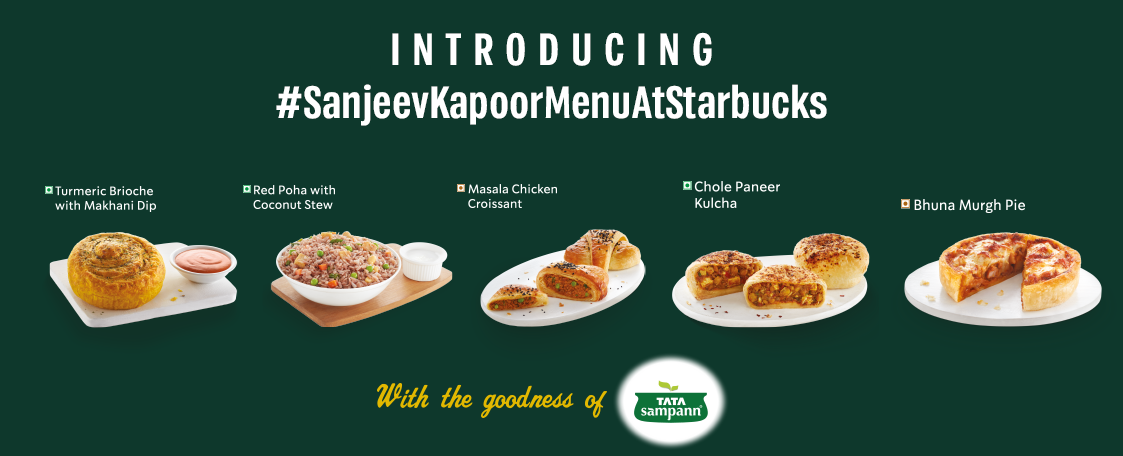 INTRODUCING
#SanjeevKapoorMenuAtStarbucks
Turmeric Brioche
with Makhani Dip
Red Poha with
Coconut Stew
Masala Chicken
Croissant
Chole Paneer
Kulcha
Bhuna Murgh Pie
With the goodness of
TATA
sampann